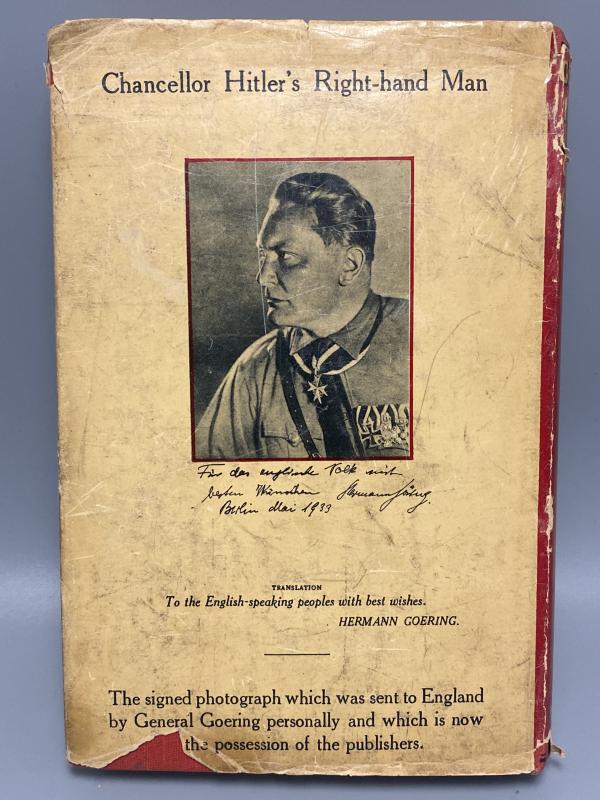 Chancellor Hitler's Right-hand Man
Für das englische Volk mit
besten Wünschen Hermann Göring.
Berlin Mai 1933
TRANSLATION
To the English-speaking peoples with best wishes.
HERMANN GOERING.
The signed photograph which was sent to England
by General Goering personally and which is now
the possession of the publishers.